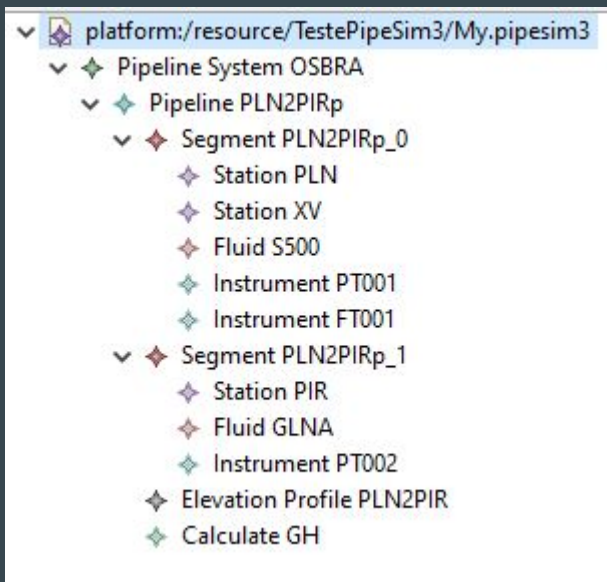 platform:/resource/TestePipeSim3/My.pipesim3
Pipeline System OSBRA
Pipeline PLN2PIRp
Segment PLN2PIRp_0
Station PLN
Station XV
Fluid S500
Instrument PT001
Instrument FT001
Segment PLN2PIRp_1
Station PIR
Fluid GLNA
Instrument PT002
Elevation Profile PLN2PIR
Calculate GH